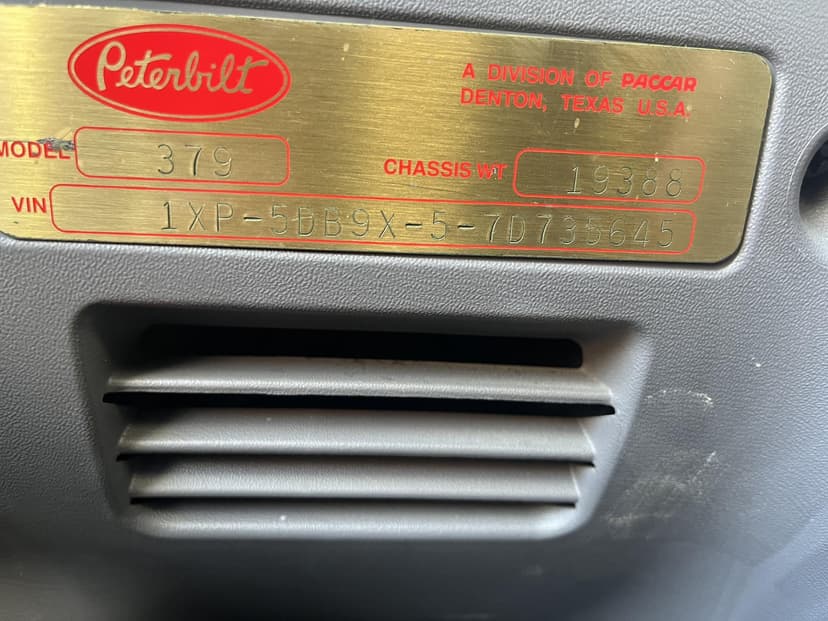 Peterbilt
A DIVISION OF PACCAR
DENTON, TEXAS U.S.A.
MODEL 379
CHASSIS WT 19388
VIN 1XP-5DB9X-5-7D735645